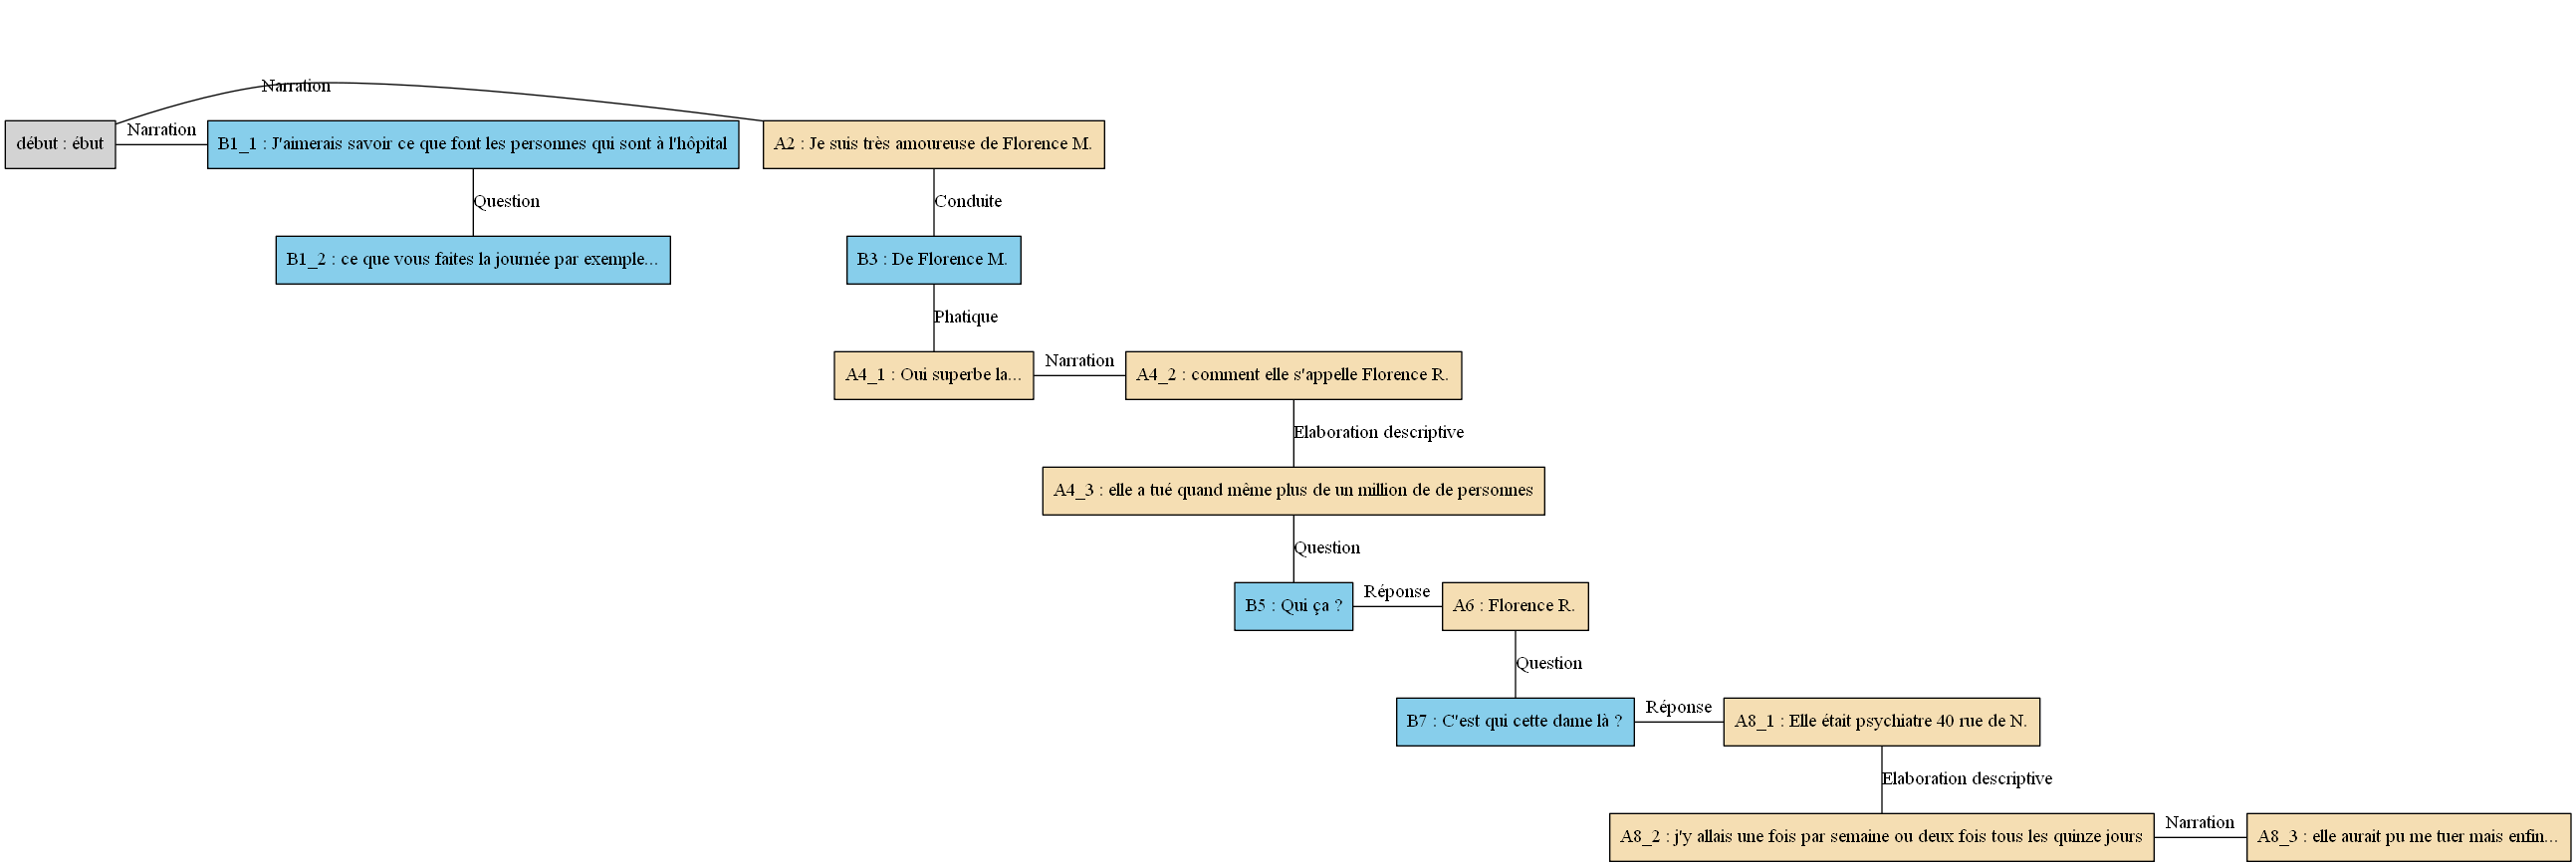 Narration
début : ébut
Narration
B1_1 : J'aimerais savoir ce que font les personnes qui sont à l'hôpital
A2 : Je suis très amoureuse de Florence M.
Question
Conduite
B1_2 : ce que vous faites la journée par exemple...
B3 : De Florence M.
Phatique
A4_1 : Oui superbe la...
Narration
A4_2 : comment elle s'appelle Florence R.
Elaboration descriptive
A4_3 : elle a tué quand même plus de un million de de personnes
Question
B5 : Qui ça ?
Réponse
A6 : Florence R.
Question
B7 : C'est qui cette dame là ?
Réponse
A8_1 : Elle était psychiatre 40 rue de N.
Elaboration descriptive
A8_2 : j'y allais une fois par semaine ou deux fois tous les quinze jours
Narration
A8_3 : elle aurait pu me tuer mais enfin...